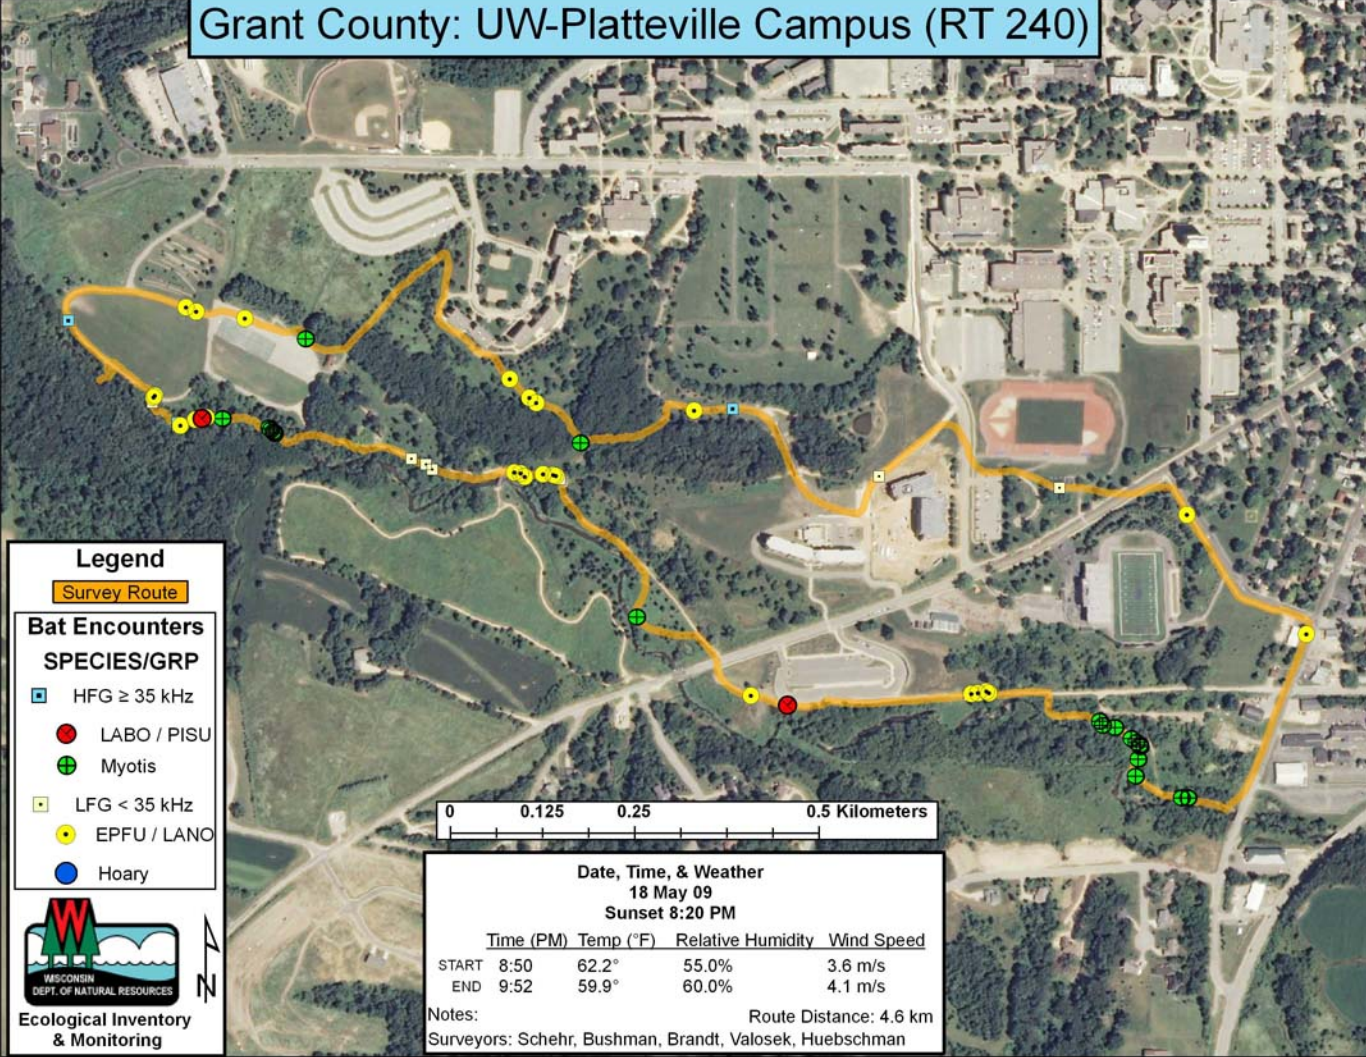 Grant County: UW-Platteville Campus (RT 240)
Legend
Survey Route
Bat Encounters
SPECIES/GRP
HFG ≥ 35 kHz
LABO / PISU
Myotis
LFG < 35 kHz
EPFU / LANO
Hoary
W
WISCONSIN
DEPT. OF NATURAL RESOURCES
N
Ecological Inventory
& Monitoring
0 0.125 0.25 0.5 Kilometers
Date, Time, & Weather
18 May 09
Sunset 8:20 PM
Time (PM) Temp (°F) Relative Humidity Wind Speed
START 8:50 62.2° 55.0% 3.6 m/s
END 9:52 59.9° 60.0% 4.1 m/s
Notes: Route Distance: 4.6 km
Surveyors: Schehr, Bushman, Brandt, Valosek, Huebschman